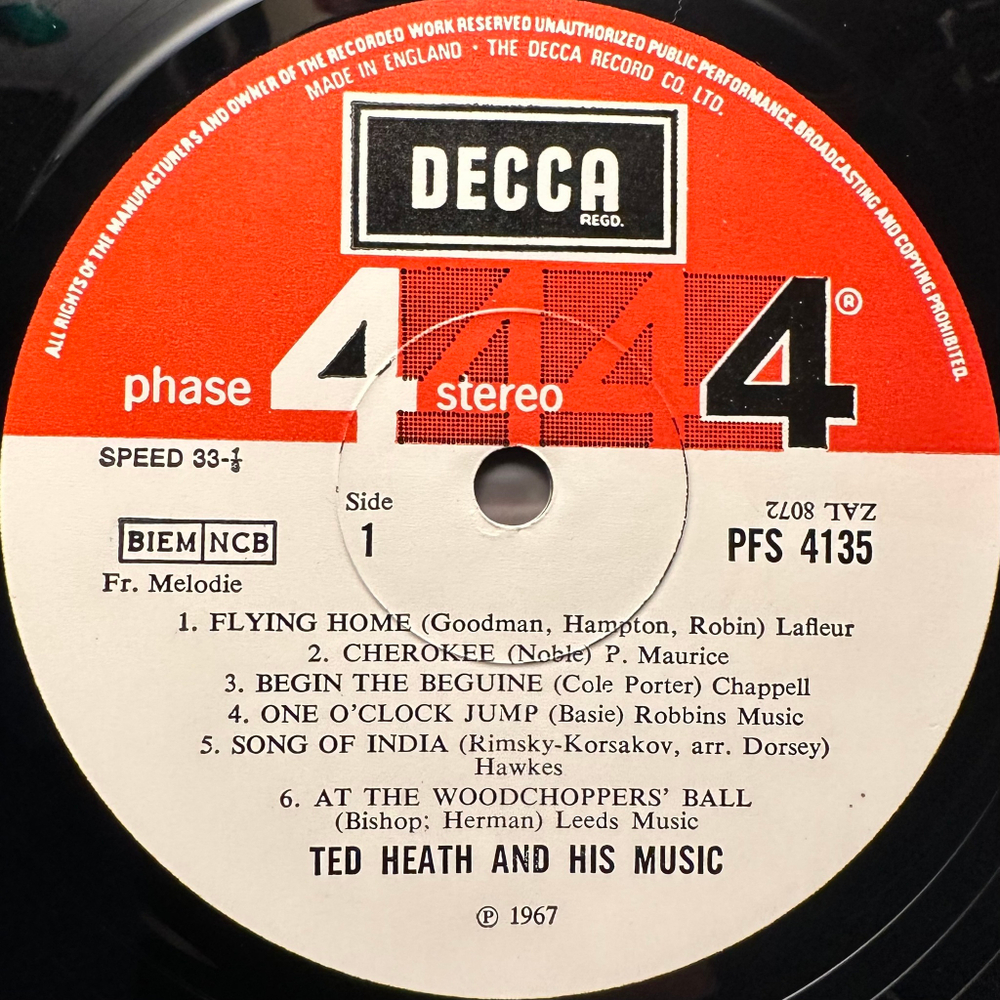 ALL RIGHTS OF THE MANUFACTURERS AND OWNER OF THE RECORDED WORK RESERVED UNAUTHORIZED PUBLIC PERFORMANCE, BROADCASTING AND COPYING PROHIBITED.
MADE IN ENGLAND · THE DECCA RECORD CO. LTD.
DECCA
REGD.
phase 4 stereo 4 ®
SPEED 33-⅓
Side
1
ZAL 8072
BIEM NCB
PFS 4135
Fr. Melodie
1. FLYING HOME (Goodman, Hampton, Robin) Lafleur
2. CHEROKEE (Noble) P. Maurice
3. BEGIN THE BEGUINE (Cole Porter) Chappell
4. ONE O'CLOCK JUMP (Basie) Robbins Music
5. SONG OF INDIA (Rimsky-Korsakov, arr. Dorsey)
Hawkes
6. AT THE WOODCHOPPERS' BALL
(Bishop; Herman) Leeds Music
TED HEATH AND HIS MUSIC
℗ 1967